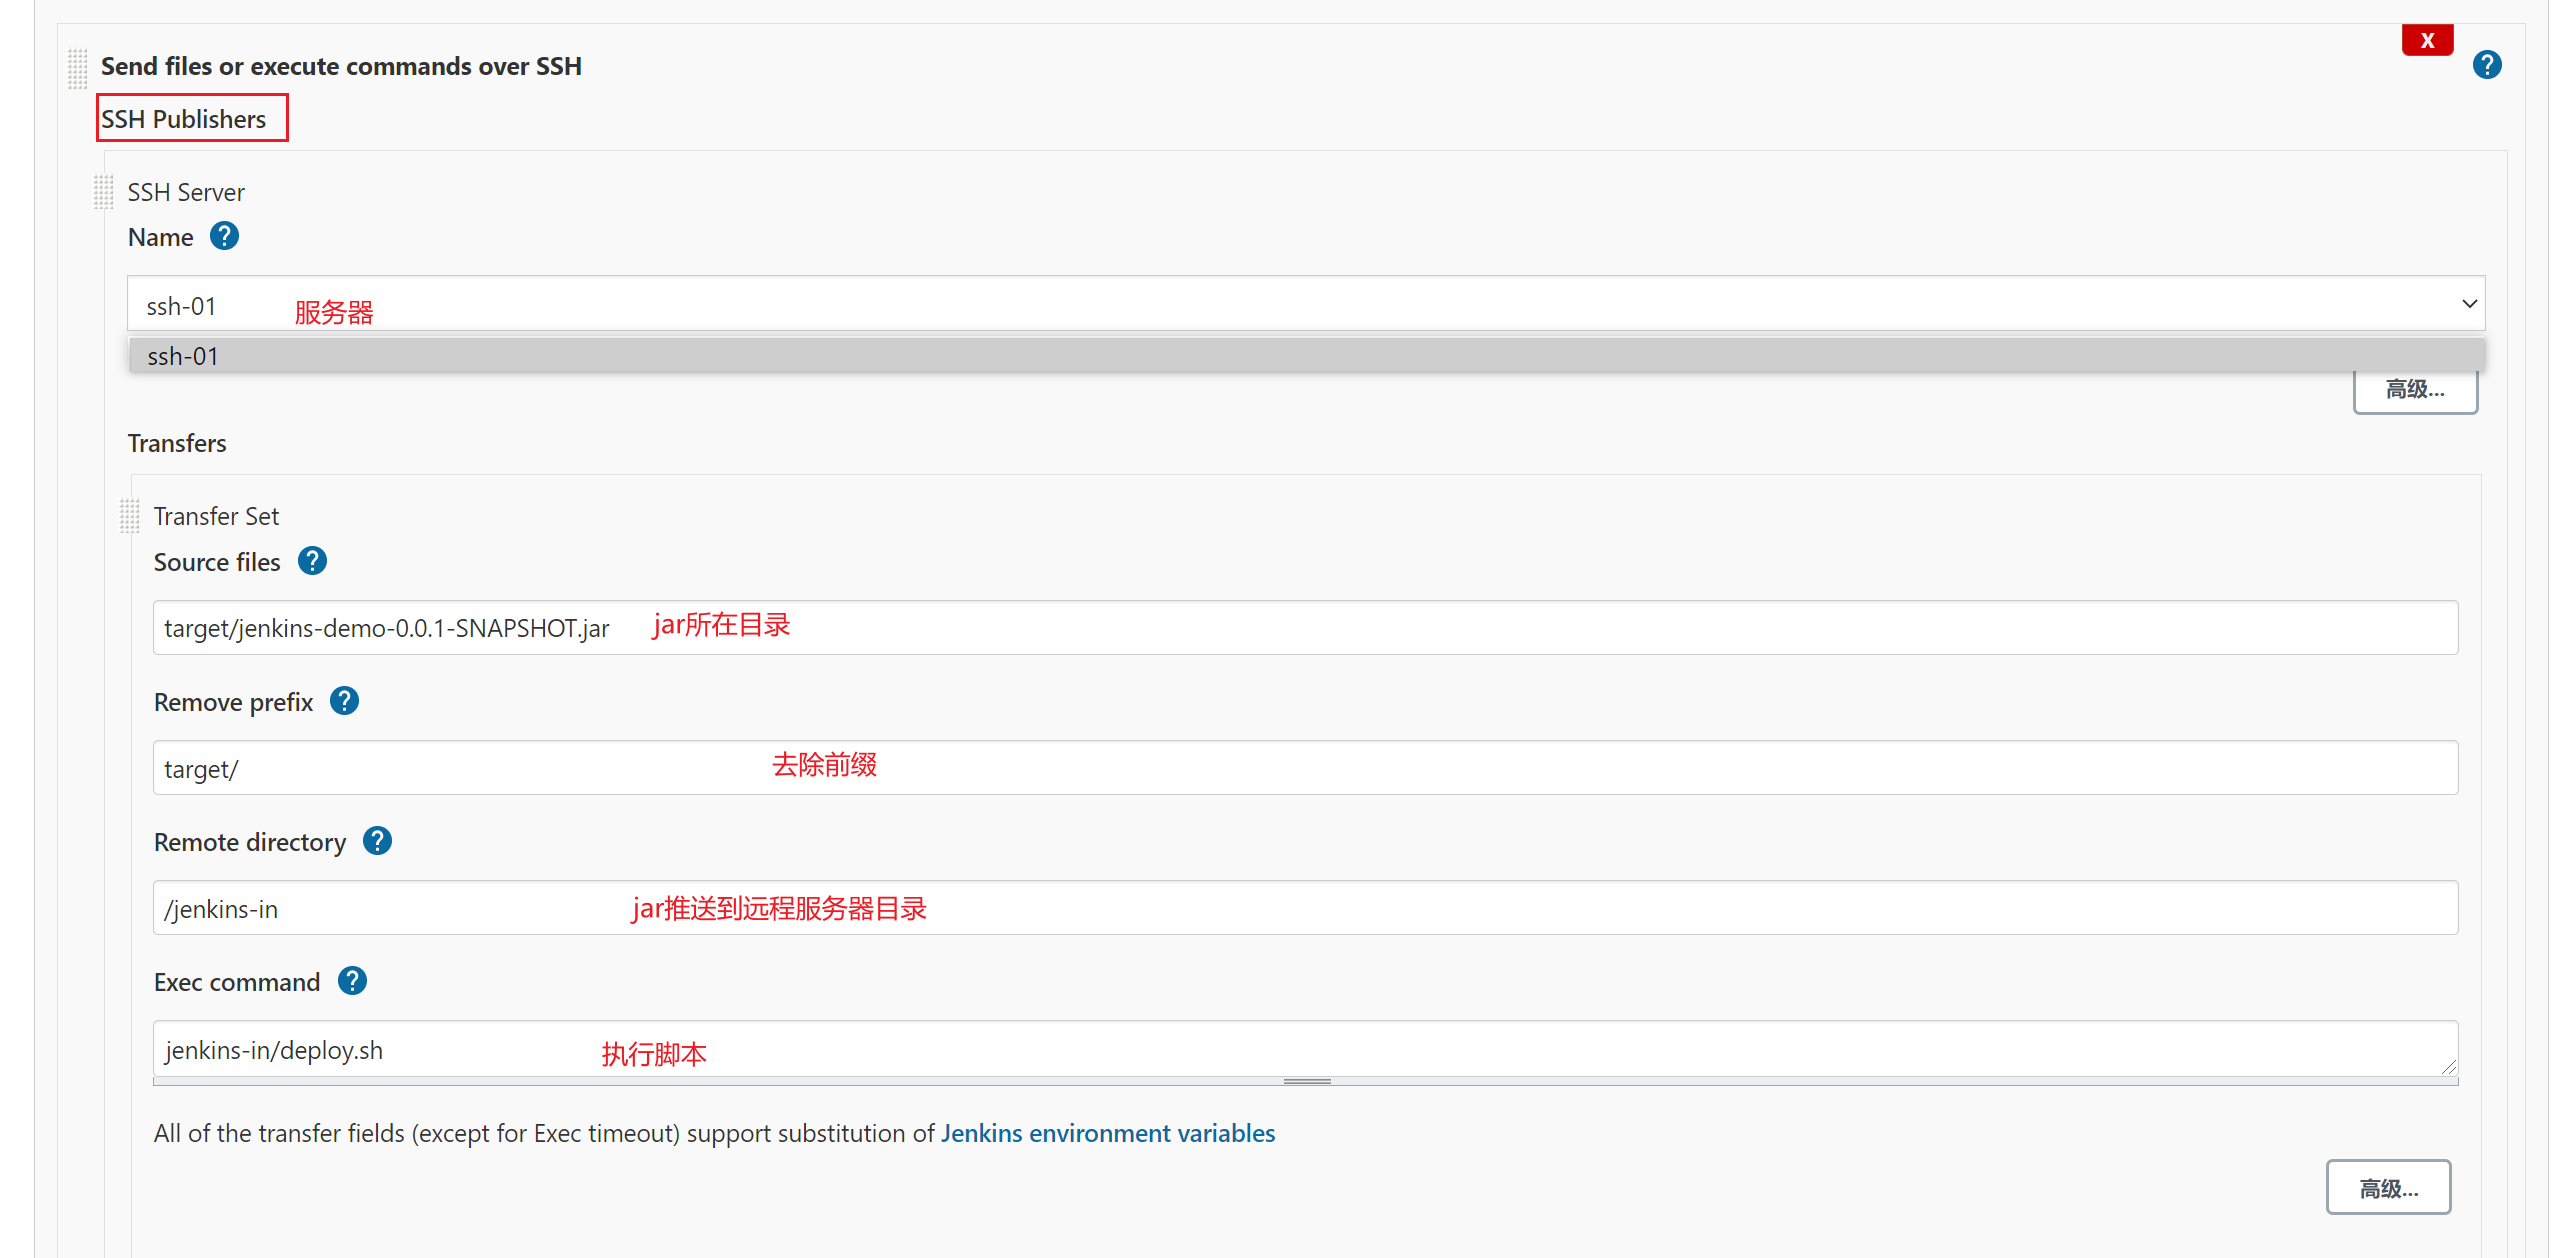 X
Send files or execute commands over SSH
?
SSH Publishers
SSH Server
Name ?
ssh-01 服务器
ssh-01
高级...
Transfers
Transfer Set
Source files ?
target/jenkins-demo-0.0.1-SNAPSHOT.jar jar所在目录
Remove prefix ?
target/ 去除前缀
Remote directory ?
/jenkins-in jar推送到远程服务器目录
Exec command ?
jenkins-in/deploy.sh 执行脚本
All of the transfer fields (except for Exec timeout) support substitution of Jenkins environment variables
高级...